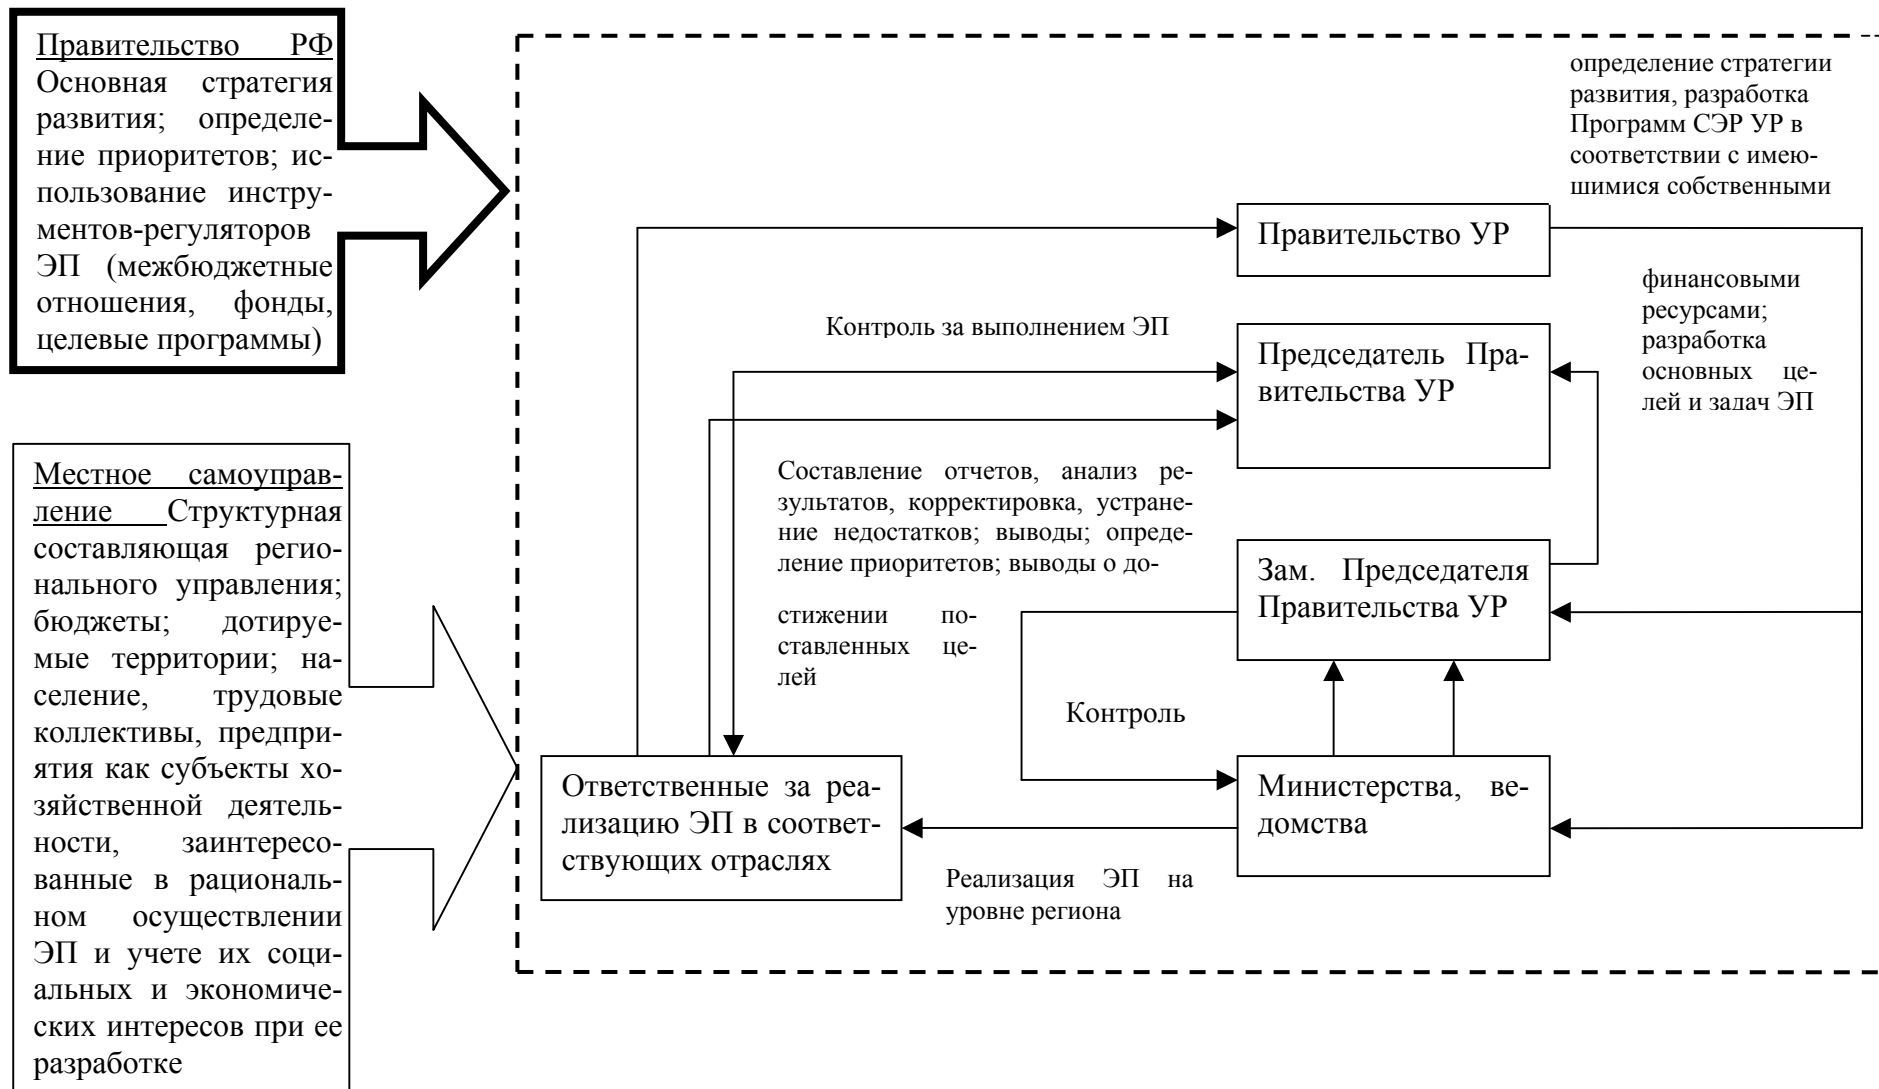 Правительство РФ
Основная стратегия
развития; определе-
ние приоритетов; ис-
пользование инстру-
ментов-регуляторов
ЭП (межбюджетные
отношения, фонды,
целевые программы)
Местное самоуправ-
ление Структурная
составляющая регио-
нального управления;
бюджеты; дотируе-
мые территории; на-
селение, трудовые
коллективы, предпри-
ятия как субъекты хо-
зяйственной деятель-
ности, заинтересо-
ванные в рациональ-
ном осуществлении
ЭП и учете их соци-
альных и экономиче-
ских интересов при ее
разработке
определение стратегии
развития, разработка
Программ СЭР УР в
соответствии с имею-
шимися собственными
финансовыми
ресурсами;
разработка
основных це-
лей и задач ЭП
Правительство УР
Контроль за выполнением ЭП
Председатель Пра-
вительства УР
Составление отчетов, анализ ре-
зультатов, корректировка, устране-
ние недостатков; выводы; опреде-
ление приоритетов; выводы о до-
стижении по-
ставленных це-
лей
Зам. Председателя
Правительства УР
Контроль
Ответственные за реа-
лизацию ЭП в соответ-
ствующих отраслях
Министерства, ве-
домства
Реализация ЭП на
уровне региона